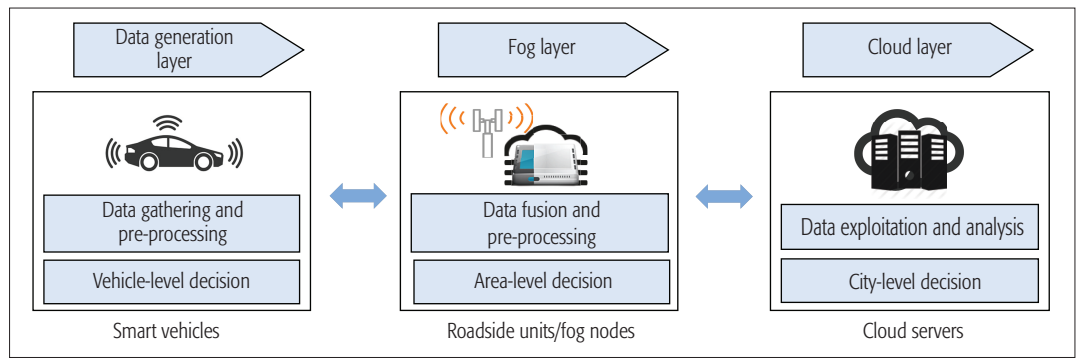 Data generation
layer
Fog layer
Cloud layer
Data gathering and
pre-processing
Vehicle-level decision
Smart vehicles
Data fusion and
pre-processing
Area-level decision
Roadside units/fog nodes
Data exploitation and analysis
City-level decision
Cloud servers